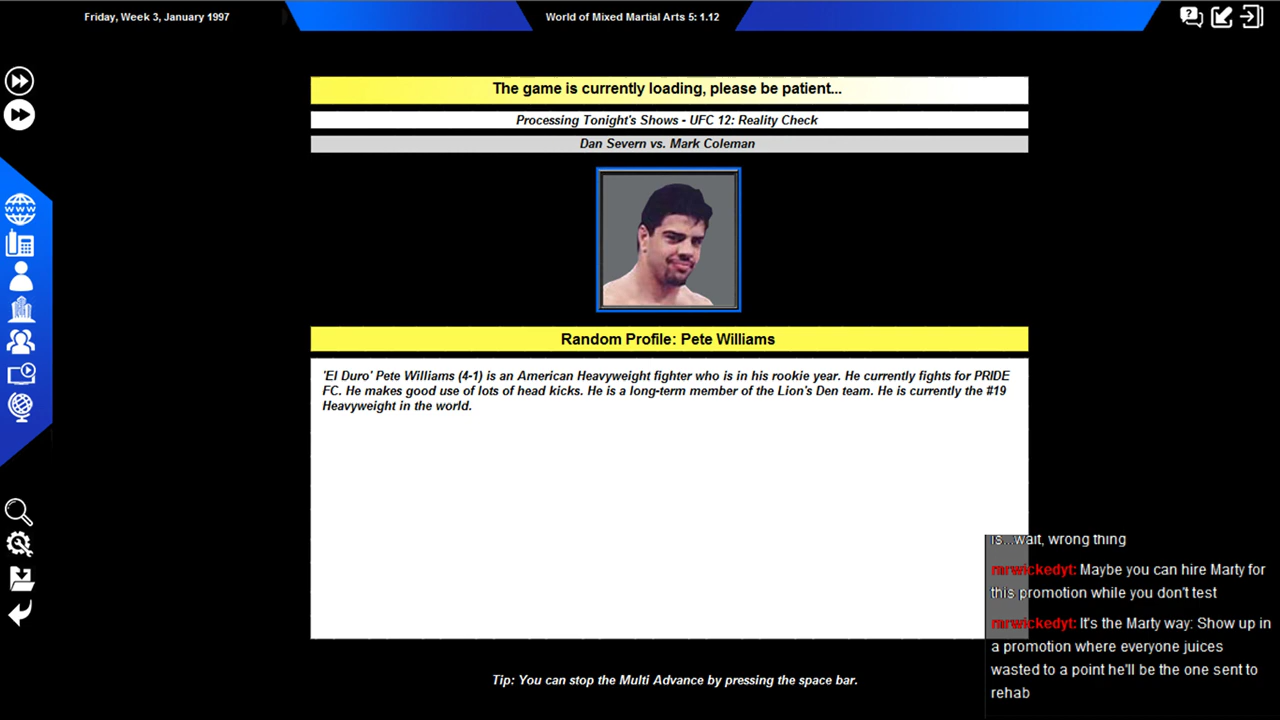 Friday, Week 3, January 1997
World of Mixed Martial Arts 5: 1.12
The game is currently loading, please be patient...
Processing Tonight's Shows - UFC 12: Reality Check
Dan Severn vs. Mark Coleman
WWW
Random Profile: Pete Williams
'El Duro' Pete Williams (4-1) is an American Heavyweight fighter who is in his rookie year. He currently fights for PRIDE
FC. He makes good use of lots of head kicks. He is a long-term member of the Lion's Den team. He is currently the #19
Heavyweight in the world.
is...wait, wrong thing
mrwickedyt: Maybe you can hire Marty for
this promotion while you don't test
mrwickedyt: It's the Marty way: Show up in
a promotion where everyone juices
wasted to a point he'll be the one sent to
rehab
Tip: You can stop the Multi Advance by pressing the space bar.